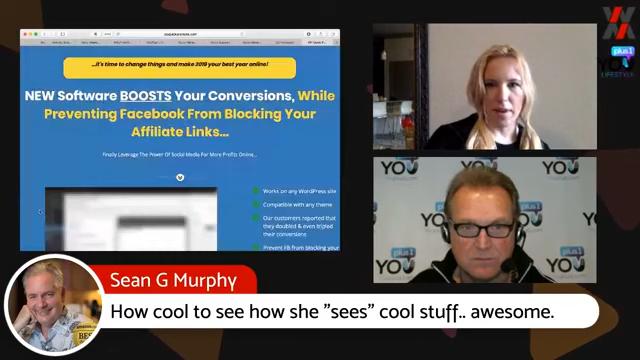 ...it's time to change things and make 2019 your best year online!
NEW Software BOOSTS Your Conversions, While
Preventing Facebook From Blocking Your
Affiliate Links...
Finally Leverage The Power Of Social Media For More Profits Online...
Works on any WordPress site
Compatible with any theme
Our customers reported that
they doubled & even tripled
their conversions
Prevent FB from blocking your
plus1
YOU
LIFESTYLE
YOU
plus1
YOU
YOU
Sean G Murphy
How cool to see how she "sees" cool stuff.. awesome.